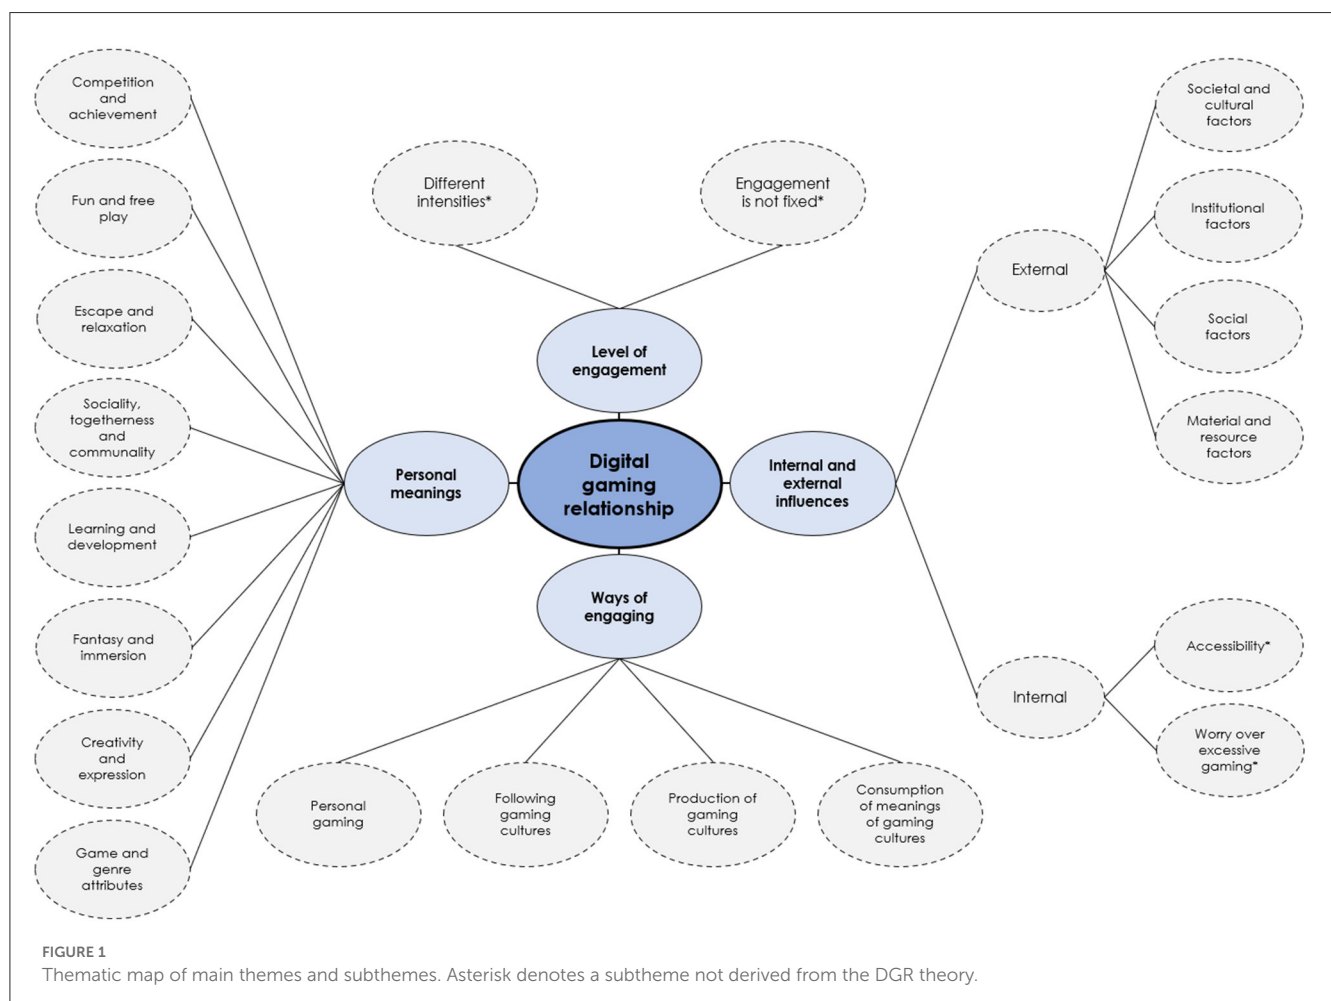 Competition
and
achievement
Fun and free
play
Escape and
relaxation
Sociality,
togetherness
and
communality
Learning and
development
Fantasy and
immersion
Creativity
and
expression
Game and
genre
attributes
Different
intensities*
Engagement
is not fixed*
Level of
engagement
Personal
meanings
Digital
gaming
relationship
Internal and
external
influences
Ways of
engaging
Personal
gaming
Following
gaming
cultures
Production of
gaming
cultures
Consumption
of meanings
of gaming
cultures
External
Societal and
cultural
factors
Institutional
factors
Social
factors
Material and
resource
factors
Internal
Accessibility*
Worry over
excessive
gaming*
FIGURE 1
Thematic map of main themes and subthemes. Asterisk denotes a subtheme not derived from the DGR theory.